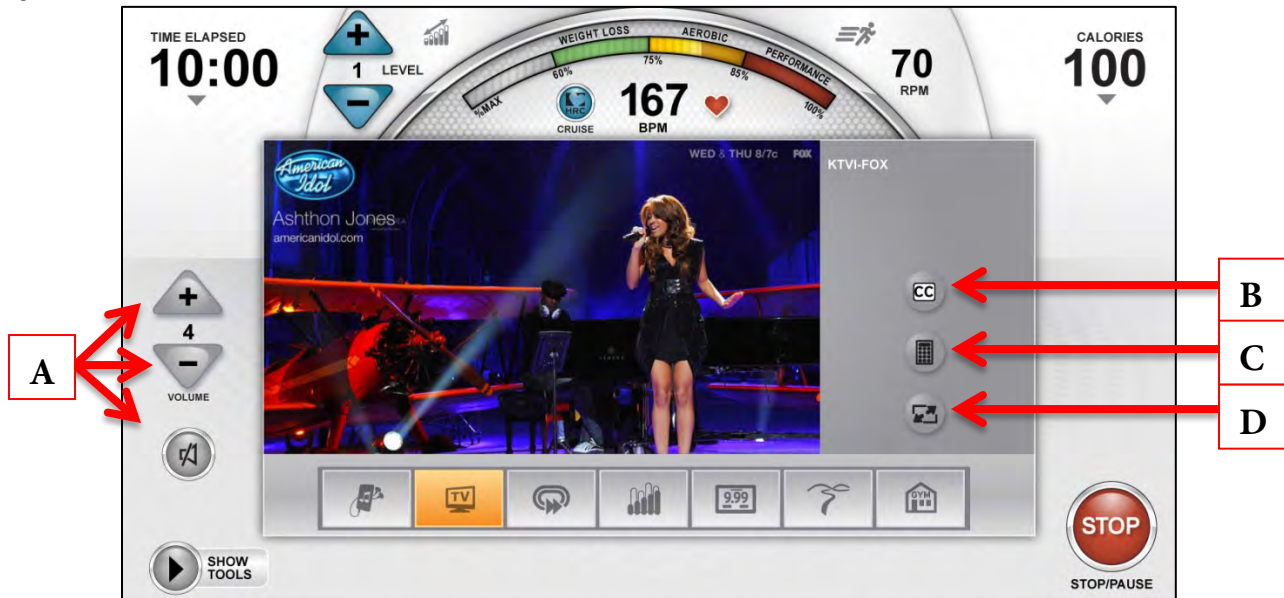 TIME ELAPSED
10:00
1 LEVEL
WEIGHT LOSS
AEROBIC
PERFORMANCE
%MAX
60%
75%
85%
100%
HRC
CRUISE
167
BPM
70
RPM
CALORIES
100
American
Idol
WED & THU 8/7c FOX
KTVI-FOX
Ashthon Jones
americanidol.com
A
+
4
−
VOLUME
CC
B
C
D
TV
9.99
GYM
SHOW
TOOLS
STOP
STOP/PAUSE